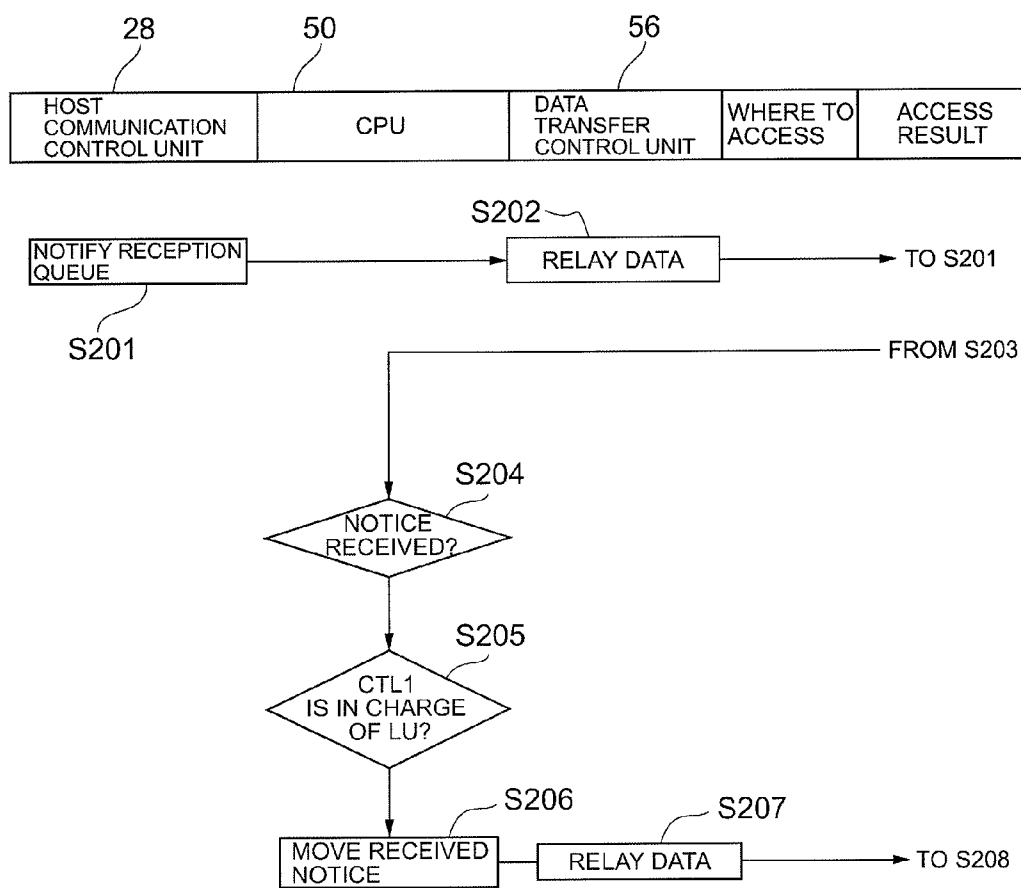 28
50
56
HOST
COMMUNICATION
CONTROL UNIT
CPU
DATA
TRANSFER
CONTROL UNIT
WHERE TO
ACCESS
ACCESS
RESULT
S202
NOTIFY RECEPTION
QUEUE
RELAY DATA
TO S201
S201
FROM S203
S204
NOTICE
RECEIVED?
S205
CTL1
IS IN CHARGE
OF LU?
S206
S207
MOVE RECEIVED
NOTICE
RELAY DATA
TO S208